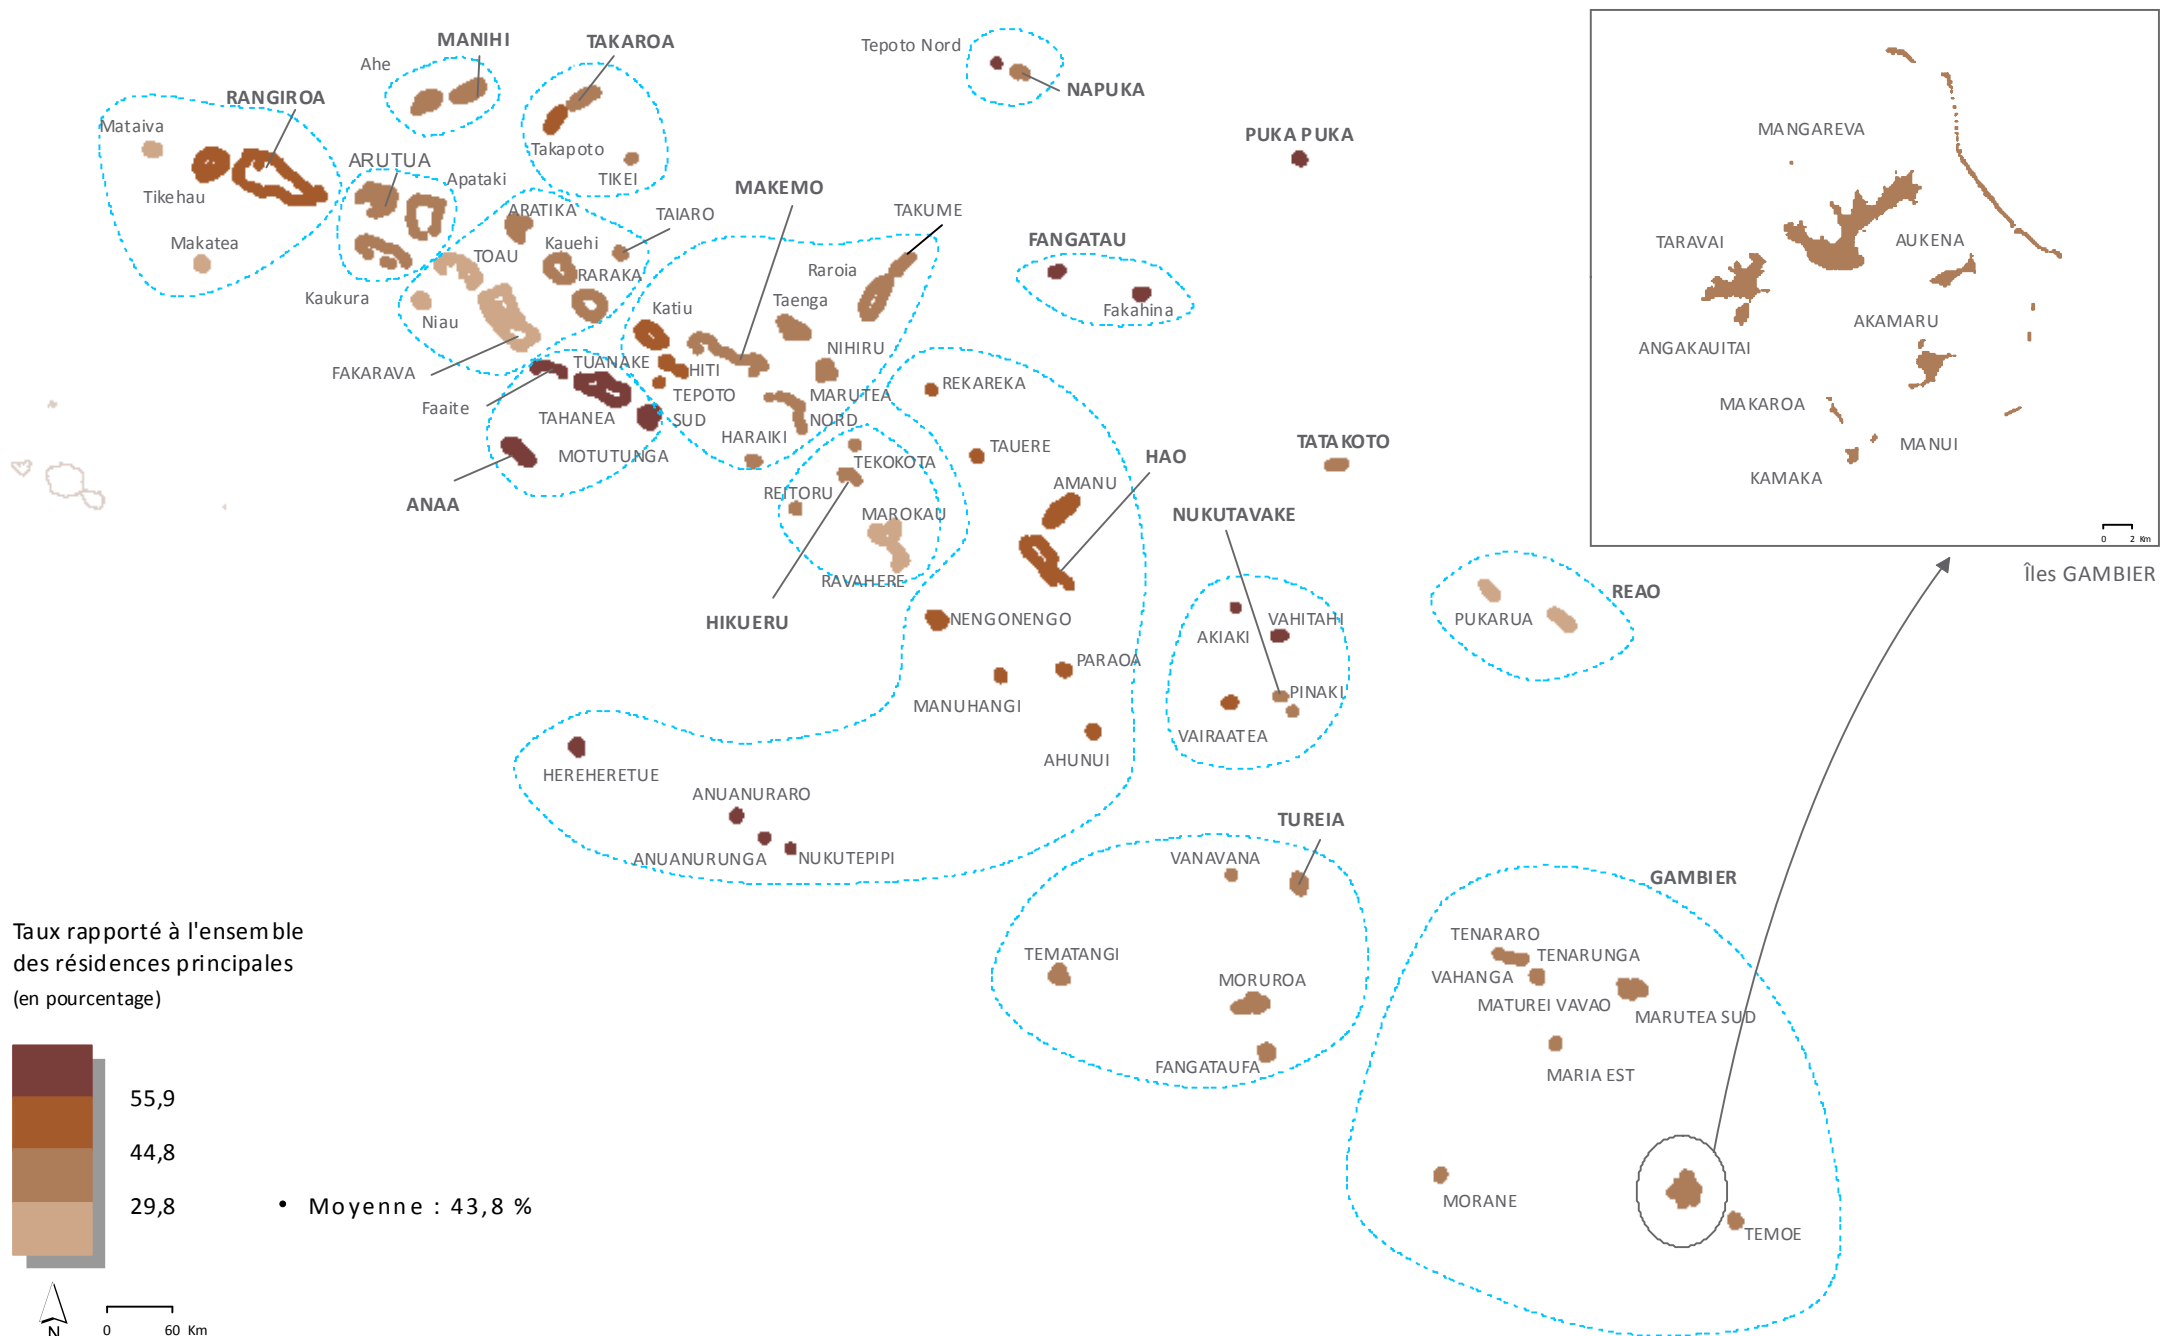 MANIHI
TAKAROA
Tepoto Nord
Ahe
NAPUKA
RANGIROA
Mataiva
PUKA PUKA
MANGAREVA
Takapoto
ARUTUA
Apataki
TIKEI
MAKEMO
Tikehau
ARATIKA
TAIARO
TAKUME
Makatea
Kauehi
FANGATAU
AUKENA
TARAVAI
TOAU
RARAKA
Raroia
Kaukura
Taenga
Katiu
Fakahina
Niau
AKAMARU
NIHIRU
ANGAKAUITAI
FAKARAVA
TUANAKE
HITI
REKAREKA
Faaite
TEPOTO
SUD
MARUTEA
NORD
MAKAROA
TAHANEA
HARAIKI
TAUERE
TATAKOTO
MANUI
MOTUTUNGA
TEKOKOTA
HAO
KAMAKA
ANAA
REITORU
AMANU
MAROKAU
NUKUTAVAKE
0 2 Km
RAVAHERE
Îles GAMBIER
REAO
HIKUERU
NENGONENGO
AKIAKI
VAHITAHI
PUKARUA
PARAOA
MANUHANGI
PINAKI
VAIRAATEA
AHUNUI
HEREHERETUE
ANUANURARO
TUREIA
ANUANURUNGA
NUKUTEPIPI
VANAVANA
GAMBIER
Taux rapporté à l'ensemble
des résidences principales
(en pourcentage)
TENARARO
TEMATANGI
TENARUNGA
VAHANGA
MORUROA
MATUREI VAVAO
MARUTEA SUD
FANGATAUFA
MARIA EST
55,9
44,8
29,8
• Moyenne : 43,8 %
MORANE
TEMOE
N
0 60 Km